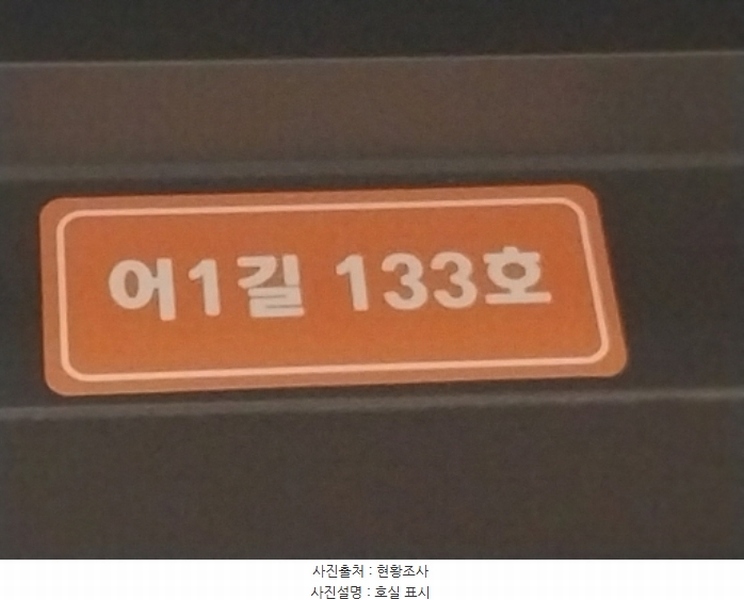 어1길 133호
사진출처 : 현황조사
사진설명 : 호실 표시